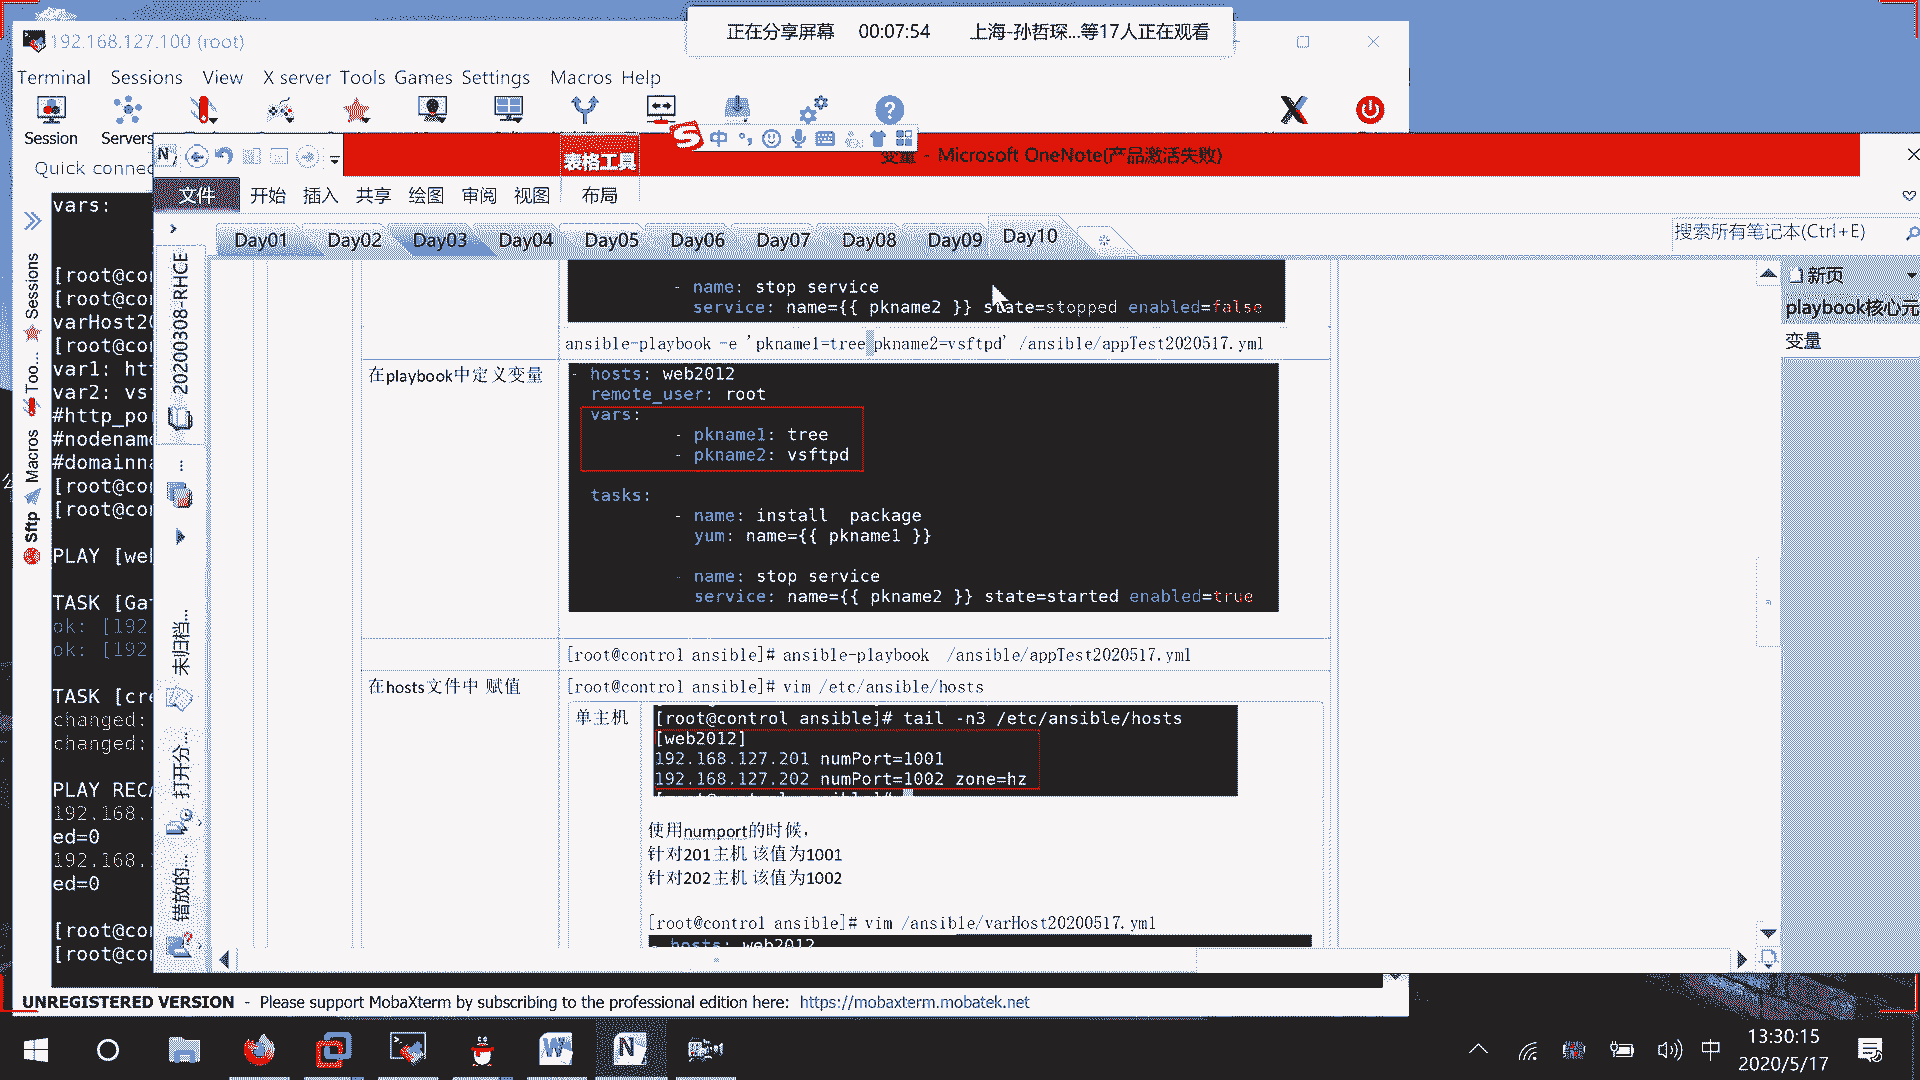 正在分享屏幕 00:07:54 上海-孙哲琛...等17人正在观看
192.168.127.100 (root)
Terminal Sessions View X server Tools Games Settings Macros Help
Session Servers
Quick connec
变量 - Microsoft OneNote(产品激活失败)
表格工具
文件 开始 插入 共享 绘图 审阅 视图 布局
Day01 Day02 Day03 Day04 Day05 Day06 Day07 Day08 Day09 Day10
搜索所有笔记本(Ctrl+E)
新页
playbook核心元
变量
Sessions
Too...
Macros
Sftp
20200308-RHCE
未归档...
打开分...
错放的...
vars:
[root@co
[root@co
varHost20
[root@co
var1: ht
var2: vs
#http_po
#nodenam
#domainna
[root@co
[root@co
PLAY [we
TASK [Ga
ok: [192
ok: [192
TASK [cre
changed:
changed:
PLAY REC
192.168.
ed=0
192.168.
ed=0
[root@co
[root@co
- name: stop service
service: name={{ pkname2 }} state=stopped enabled=false
ansible-playbook -e 'pkname1=tree pkname2=vsftpd' /ansible/appTest2020517.yml
在playbook中定义变量
- hosts: web2012
remote_user: root
vars:
- pkname1: tree
- pkname2: vsftpd
tasks:
- name: install package
yum: name={{ pkname1 }}
- name: stop service
service: name={{ pkname2 }} state=started enabled=true
[root@control ansible]# ansible-playbook /ansible/appTest2020517.yml
在hosts文件中 赋值
[root@control ansible]# vim /etc/ansible/hosts
单主机
[root@control ansible]# tail -n3 /etc/ansible/hosts
[web2012]
192.168.127.201 numPort=1001
192.168.127.202 numPort=1002 zone=hz
使用numport的时候，
针对201主机 该值为1001
针对202主机 该值为1002
[root@control ansible]# vim /ansible/varHost20200517.yml
- hosts: web2012
UNREGISTERED VERSION - Please support MobaXterm by subscribing to the professional edition here: https://mobaxterm.mobatek.net
中
13:30:15
2020/5/17